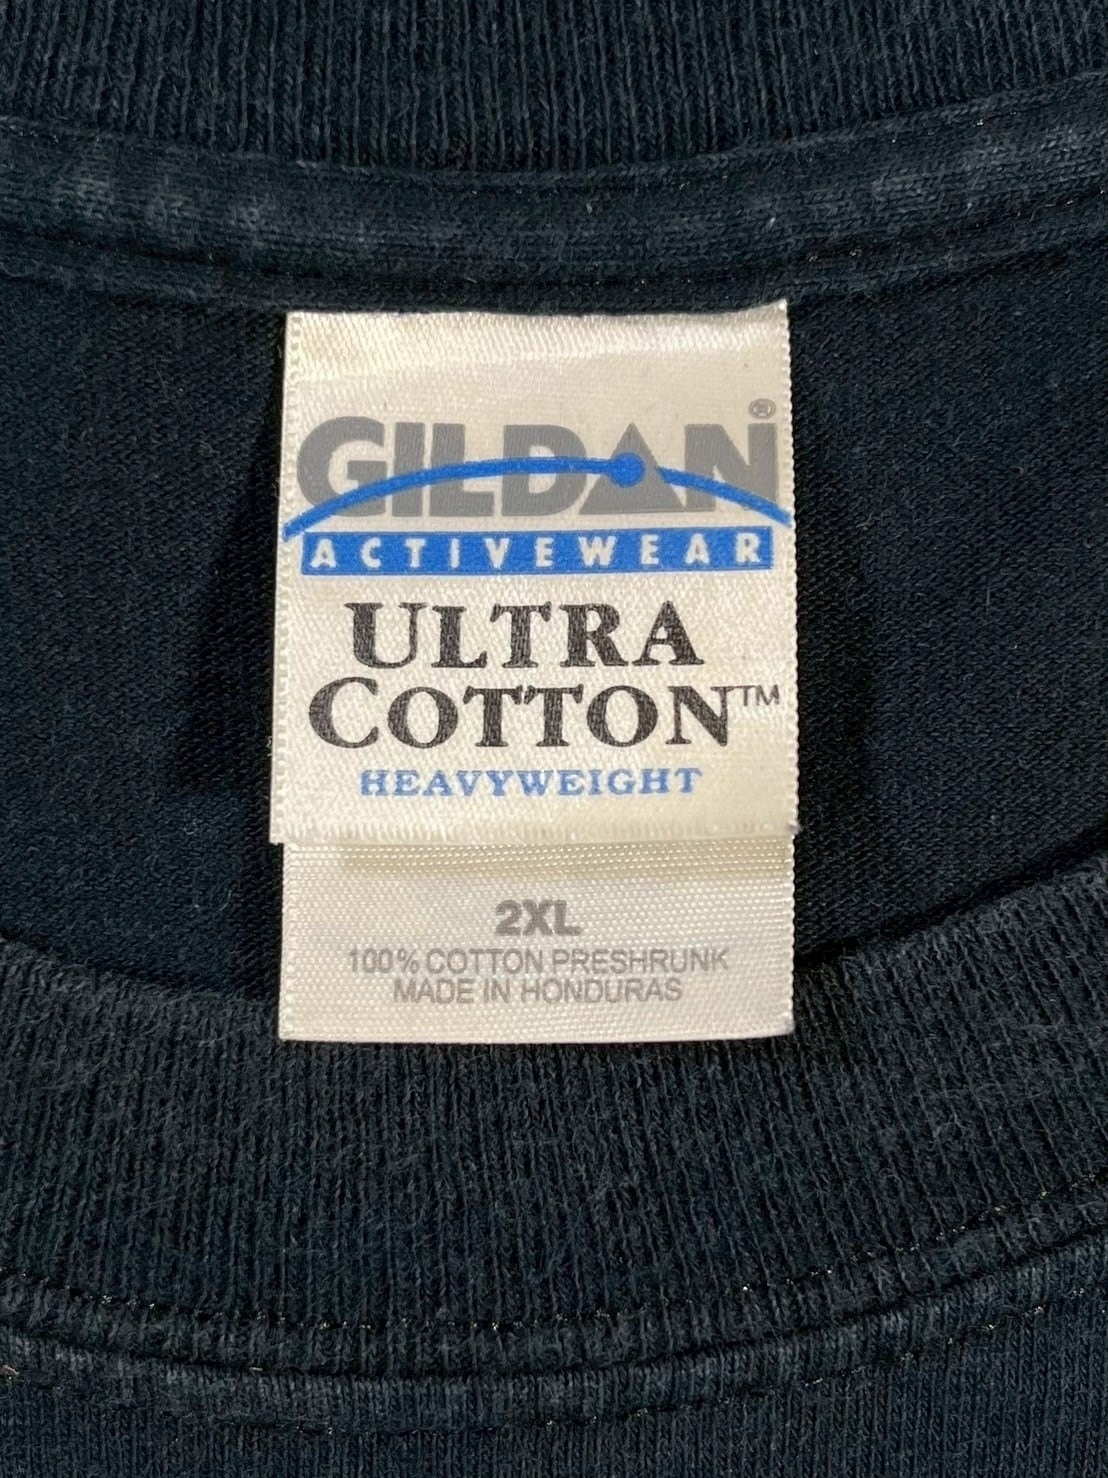 GILDAN®
ACTIVEWEAR
ULTRA
COTTON™
HEAVYWEIGHT
2XL
100% COTTON PRESHRUNK
MADE IN HONDURAS